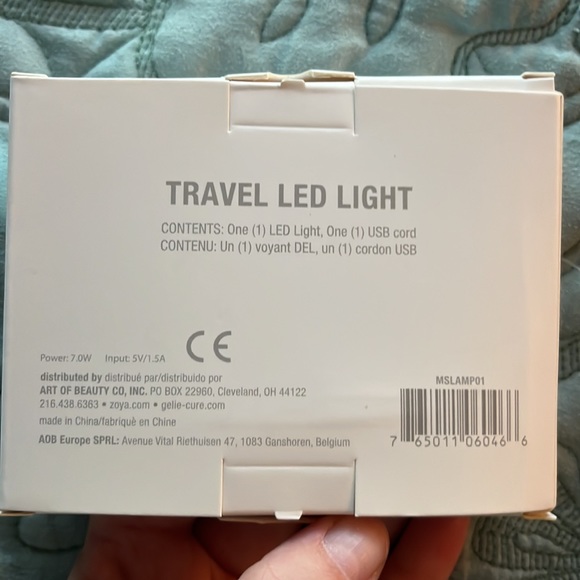 TRAVEL LED LIGHT
CONTENTS: One (1) LED Light, One (1) USB cord
CONTENU: Un (1) voyant DEL, un (1) cordon USB
Power: 7.0W Input: 5V/1.5A CE
distributed by distribué par/distribuido por
ART OF BEAUTY CO, INC. PO BOX 22960, Cleveland, OH 44122
216.438.6363 • zoya.com • gelie-cure.com
made in China/fabriqué en Chine
AOB Europe SPRL: Avenue Vital Riethuisen 47, 1083 Ganshoren, Belgium
MSLAMP01
7 65011 06046 6